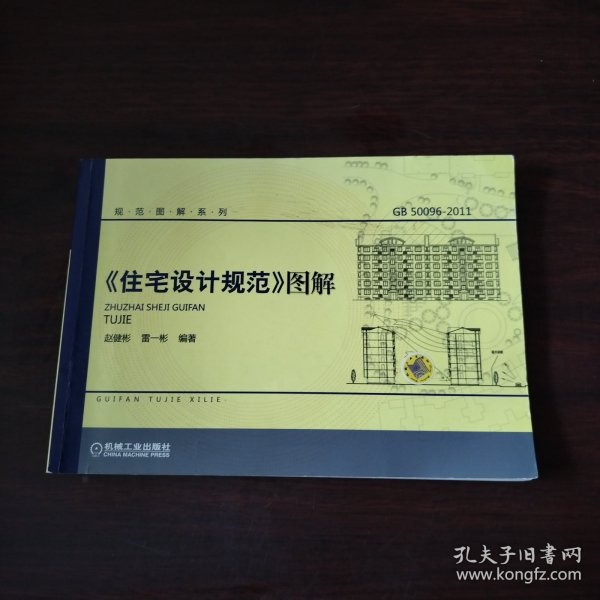 规·范·图·解·系·列
GB 50096-2011
《住宅设计规范》图解
ZHUZHAI SHEJI GUIFAN
TUJIE
赵健彬 雷一彬 编著
GUIFAN TUJIE XILIE
机械工业出版社
CHINA MACHINE PRESS
孔夫子旧书网
www.kongfz.com